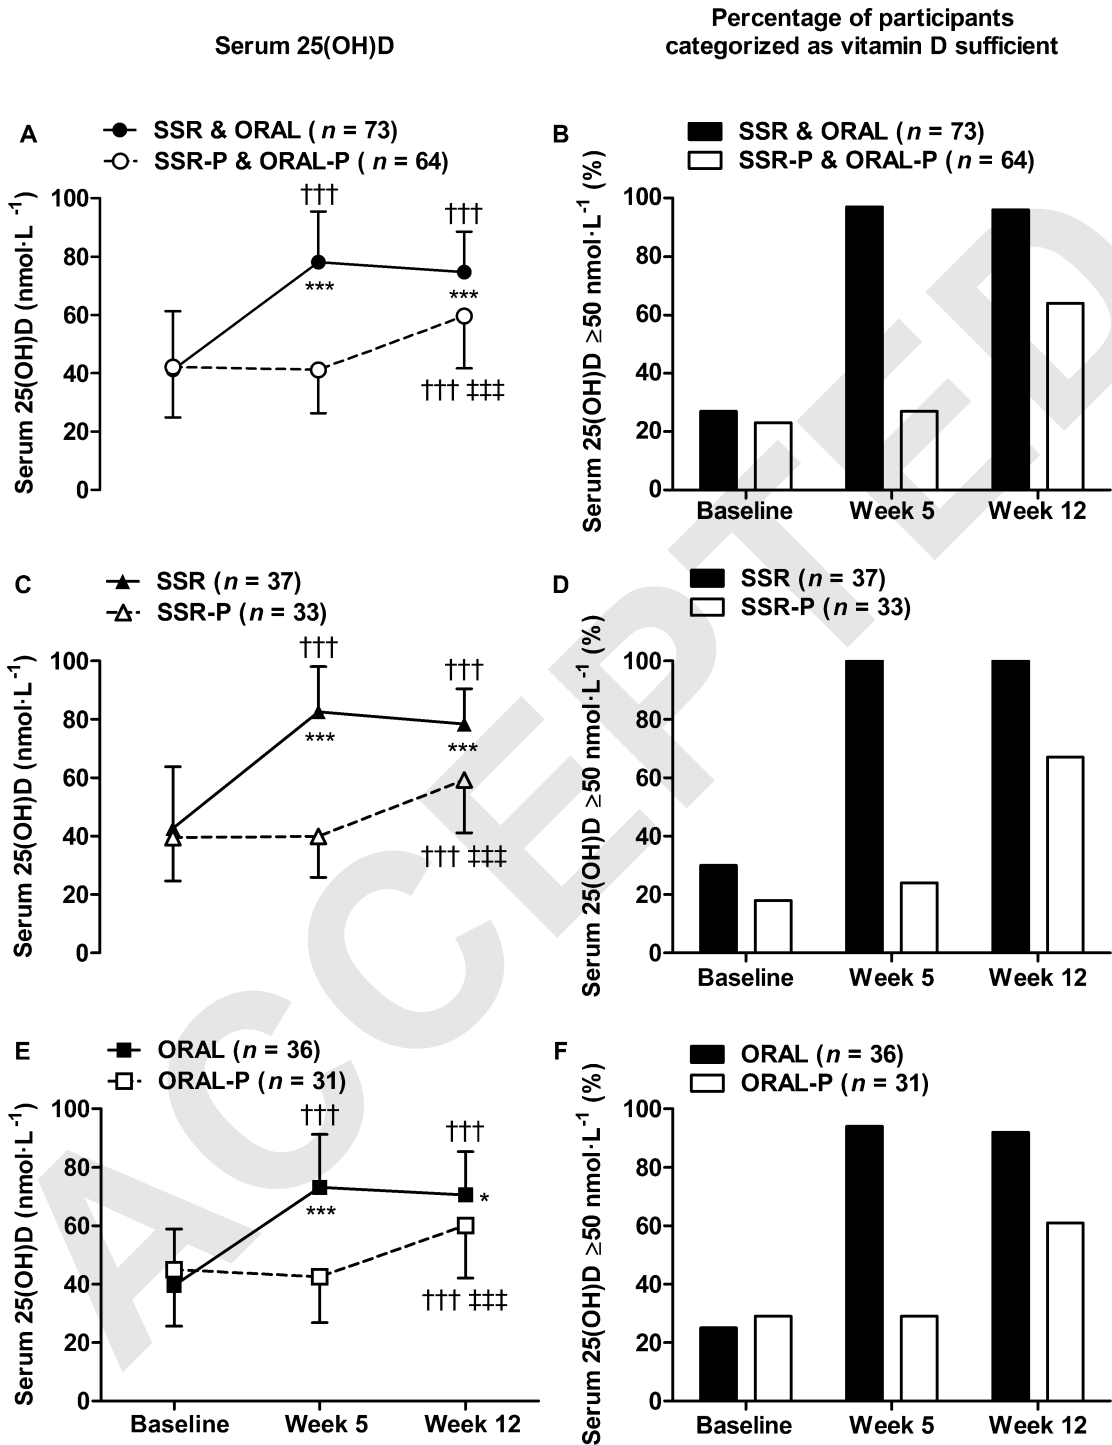 Serum 25(OH)D
Percentage of participants
categorized as vitamin D sufficient
A
SSR & ORAL ( n = 73)
SSR-P & ORAL-P ( n = 64)
Serum 25(OH)D (nmol·L⁻¹)
100
80
60
40
20
0
†††
***
†††
***
††† ‡‡‡
B
SSR & ORAL ( n = 73)
SSR-P & ORAL-P ( n = 64)
Serum 25(OH)D ≥50 nmol·L⁻¹ (%)
100
80
60
40
20
0
Baseline Week 5 Week 12
C
SSR (n = 37)
SSR-P (n = 33)
Serum 25(OH)D (nmol·L⁻¹)
100
80
60
40
20
0
†††
***
†††
***
††† ‡‡‡
D
SSR (n = 37)
SSR-P (n = 33)
Serum 25(OH)D ≥50 nmol·L⁻¹ (%)
100
80
60
40
20
0
Baseline Week 5 Week 12
E
ORAL (n = 36)
ORAL-P (n = 31)
Serum 25(OH)D (nmol·L⁻¹)
100
80
60
40
20
0
†††
***
†††
*
††† ‡‡‡
Baseline Week 5 Week 12
F
ORAL (n = 36)
ORAL-P (n = 31)
Serum 25(OH)D ≥50 nmol·L⁻¹ (%)
100
80
60
40
20
0
Baseline Week 5 Week 12
ACCEPTED